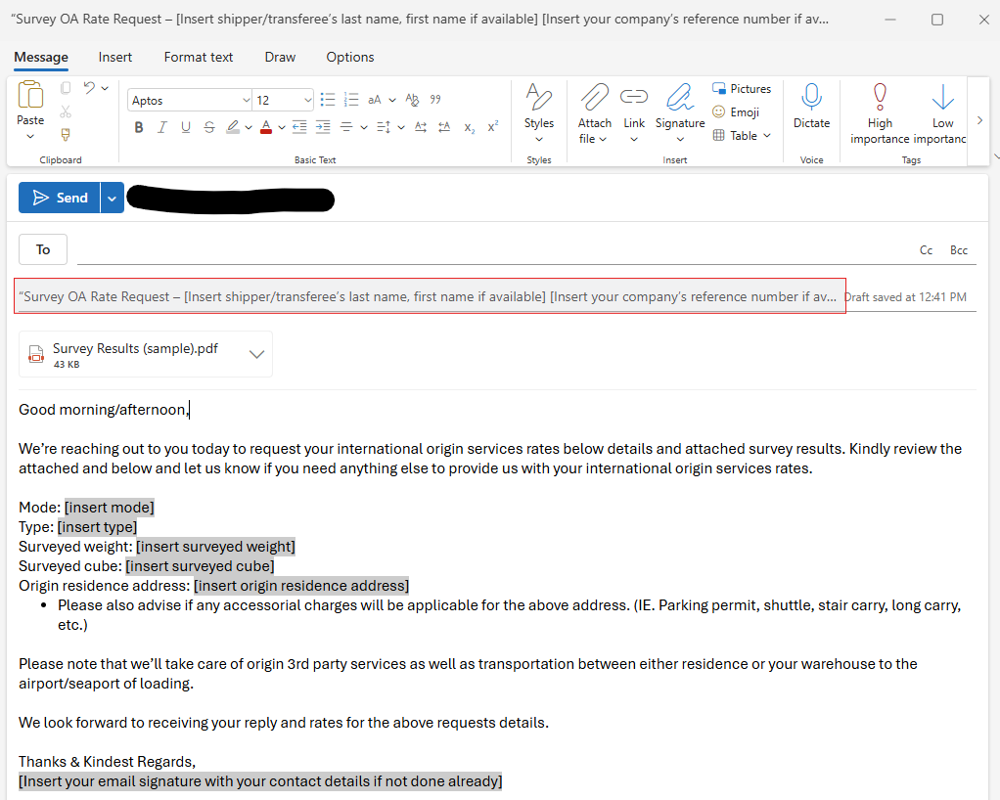 “Survey OA Rate Request – [Insert shipper/transferee’s last name, first name if available] [Insert your company’s reference number if av...
Message Insert Format text Draw Options
Paste
Clipboard
Aptos 12
Basic Text
Styles
Styles
Attach file
Link
Signature
Pictures
Emoji
Table
Insert
Dictate
Voice
High importance
Low importanc
Tags
Send
To
Cc Bcc
“Survey OA Rate Request – [Insert shipper/transferee’s last name, first name if available] [Insert your company’s reference number if av...
Draft saved at 12:41 PM
Survey Results (sample).pdf
43 KB
Good morning/afternoon,
We’re reaching out to you today to request your international origin services rates below details and attached survey results. Kindly review the
attached and below and let us know if you need anything else to provide us with your international origin services rates.
Mode: [insert mode]
Type: [insert type]
Surveyed weight: [insert surveyed weight]
Surveyed cube: [insert surveyed cube]
Origin residence address: [insert origin residence address]
• Please also advise if any accessorial charges will be applicable for the above address. (IE. Parking permit, shuttle, stair carry, long carry,
etc.)
Please note that we’ll take care of origin 3rd party services as well as transportation between either residence or your warehouse to the
airport/seaport of loading.
We look forward to receiving your reply and rates for the above requests details.
Thanks & Kindest Regards,
[Insert your email signature with your contact details if not done already]